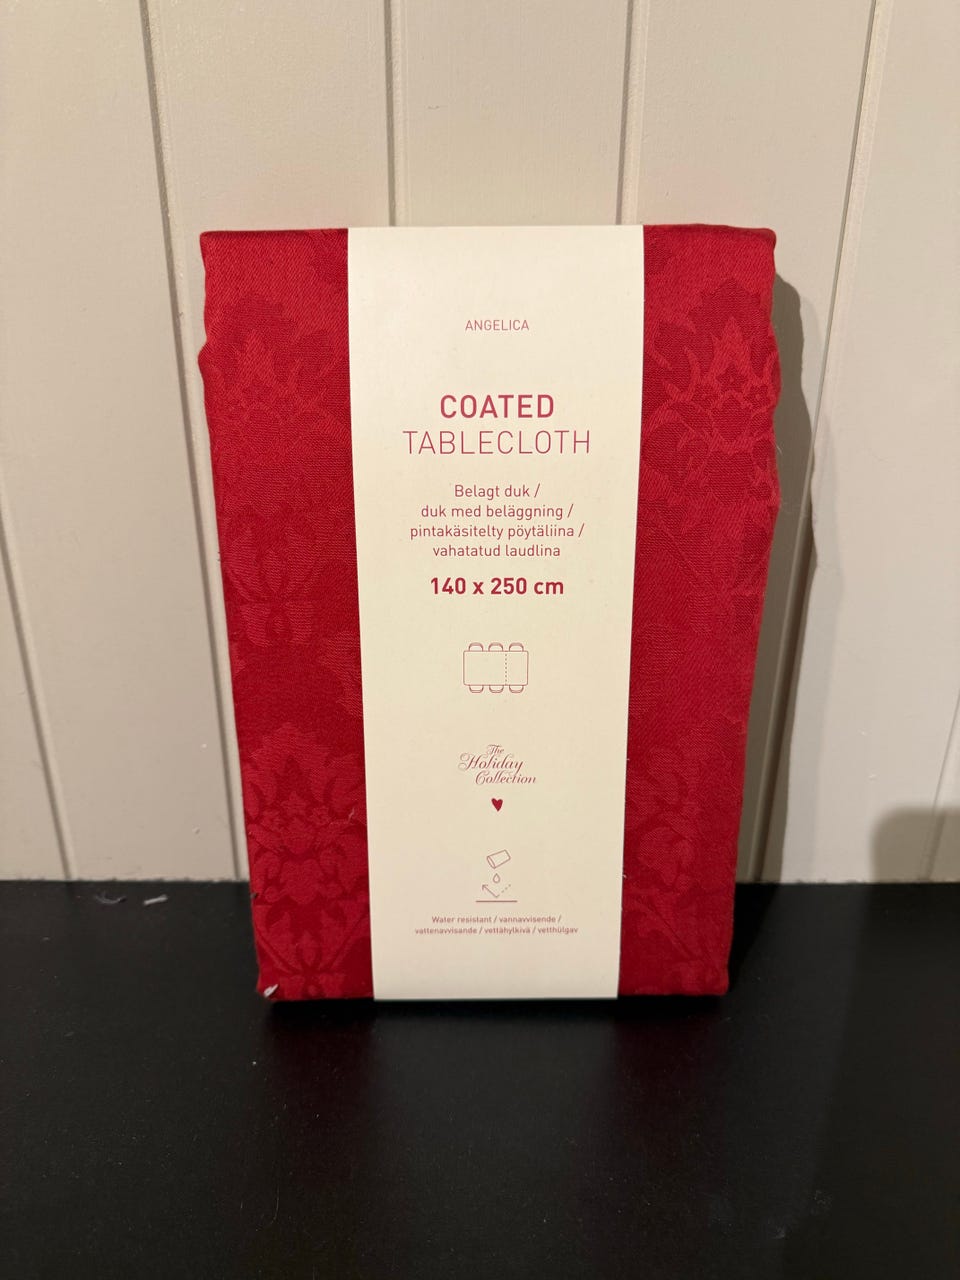 ANGELICA
COATED
TABLECLOTH
Belagt duk /
duk med beläggning /
pintakäsitelty pöytäliina /
vahatatud laudlina
140 x 250 cm
The
Holiday
Collection
Water resistant / vannavvisende /
vattenavvisande / vettähylkivä / vetthülgav